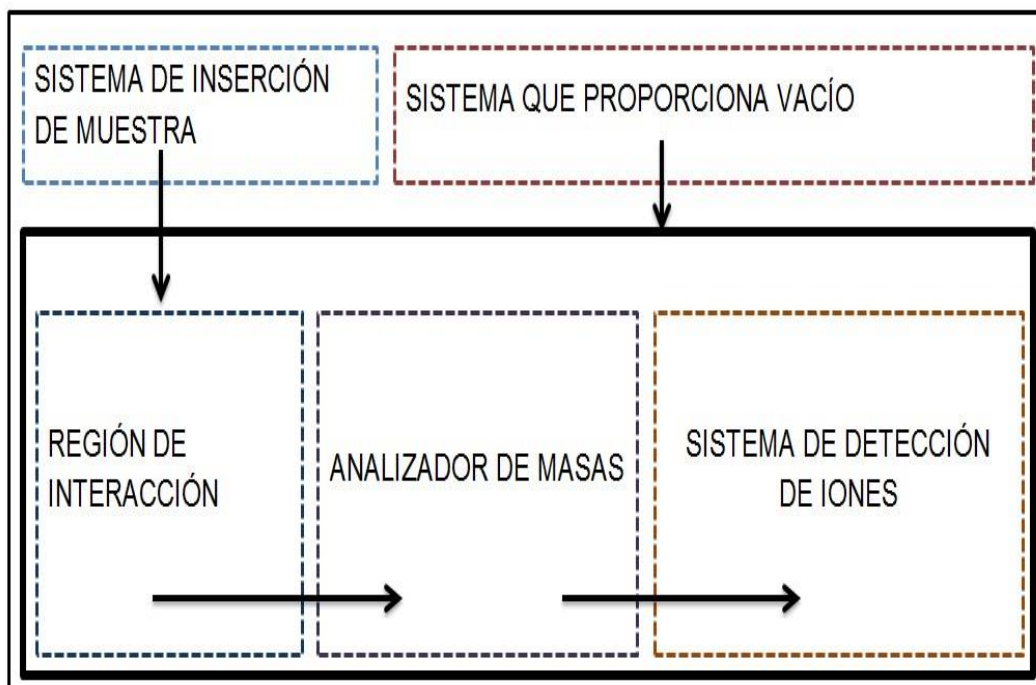 SISTEMA DE INSERCIÓN
DE MUESTRA
SISTEMA QUE PROPORCIONA VACÍO
REGIÓN DE
INTERACCIÓN
ANALIZADOR DE MASAS
SISTEMA DE DETECCIÓN
DE IONES